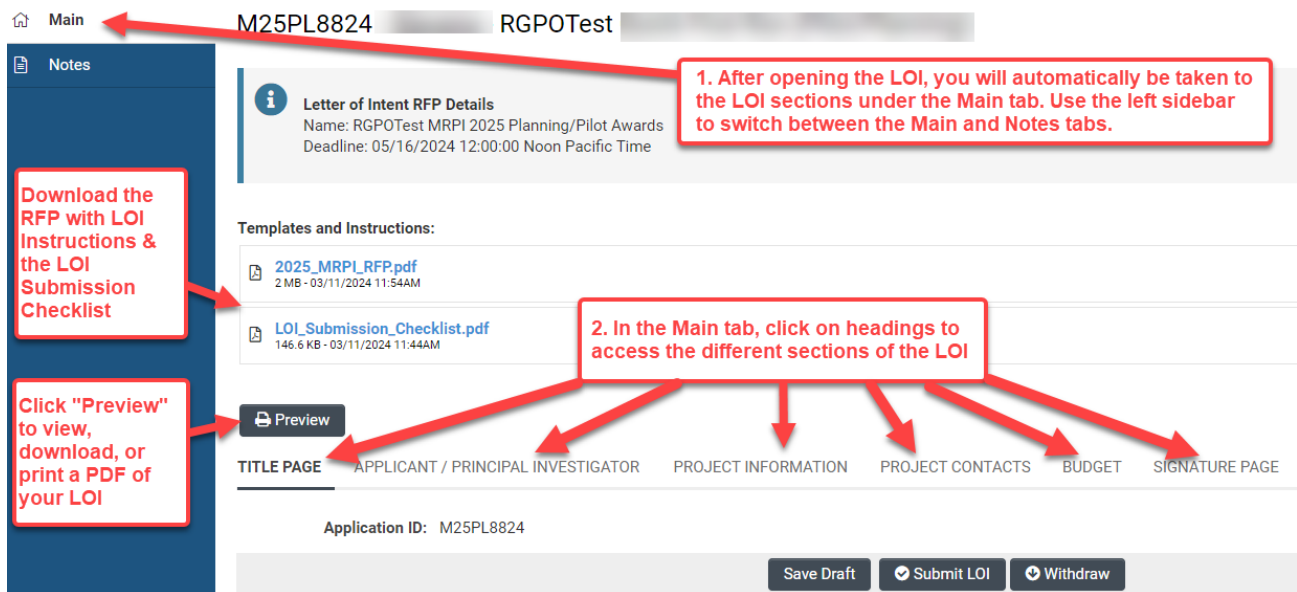 Main
Notes
M25PL8824 RGPOTest
1. After opening the LOI, you will automatically be taken to
the LOI sections under the Main tab. Use the left sidebar
to switch between the Main and Notes tabs.
Letter of Intent RFP Details
Name: RGPOTest MRPI 2025 Planning/Pilot Awards
Deadline: 05/16/2024 12:00:00 Noon Pacific Time
Download the
RFP with LOI
Instructions &
the LOI
Submission
Checklist
Templates and Instructions:
2025_MRPI_RFP.pdf
2 MB - 03/11/2024 11:54AM
LOI_Submission_Checklist.pdf
146.6 KB - 03/11/2024 11:44AM
2. In the Main tab, click on headings to
access the different sections of the LOI
Click "Preview"
to view,
download, or
print a PDF of
your LOI
Preview
TITLE PAGE APPLICANT / PRINCIPAL INVESTIGATOR PROJECT INFORMATION PROJECT CONTACTS BUDGET SIGNATURE PAGE
Application ID: M25PL8824
Save Draft Submit LOI Withdraw